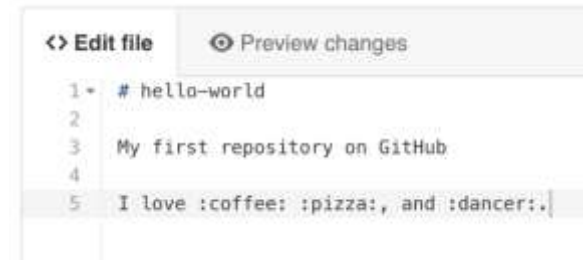 <> Edit file
Preview changes
1 # hello-world
2
3 My first repository on GitHub
4
5 I love :coffee: :pizza:, and :dancer:.